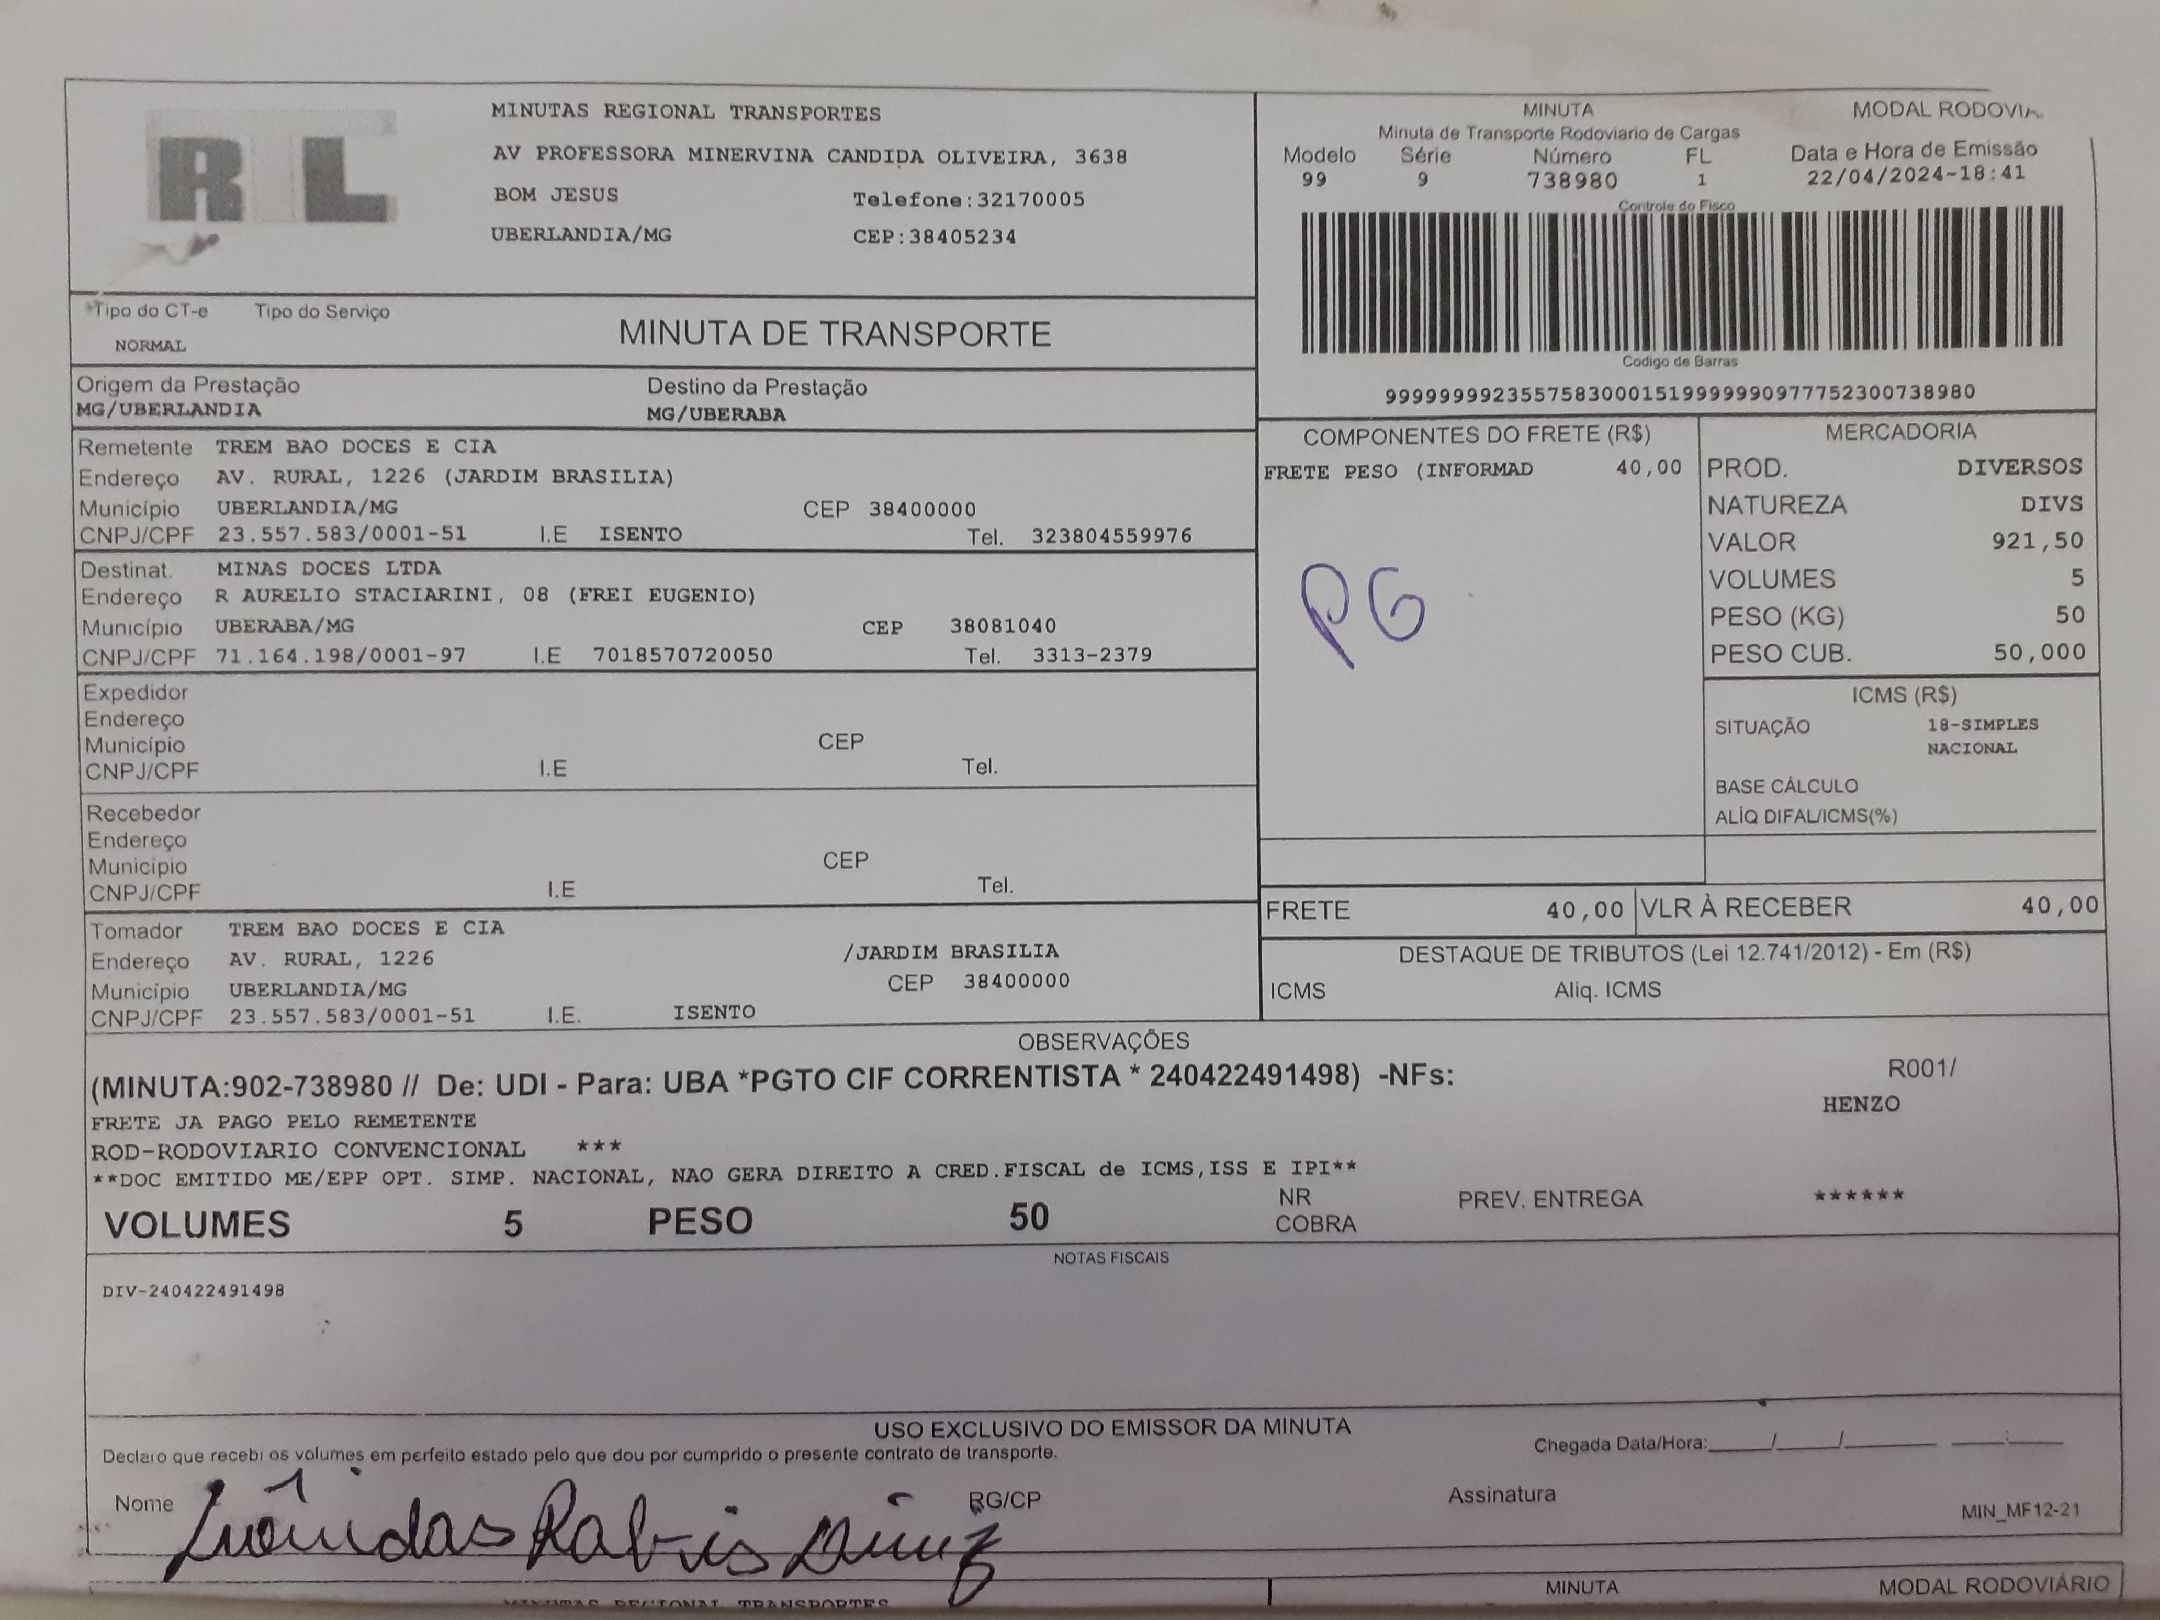 RTL
MINUTAS REGIONAL TRANSPORTES
AV PROFESSORA MINERVINA CANDIDA OLIVEIRA, 3638
BOM JESUS Telefone:32170005
UBERLANDIA/MG CEP:38405234
MINUTA MODAL RODOVIA
Minuta de Transporte Rodoviario de Cargas
Modelo Série Número FL Data e Hora de Emissão
99 9 738980 1 22/04/2024-18:41
Controle do Fisco
Codigo de Barras
99999999235575830001519999999097775230073 8980
Tipo do CT-e Tipo do Serviço
NORMAL
MINUTA DE TRANSPORTE
Origem da Prestação Destino da Prestação
MG/UBERLANDIA MG/UBERABA
Remetente TREM BAO DOCES E CIA
Endereço AV. RURAL, 1226 (JARDIM BRASILIA)
Município UBERLANDIA/MG CEP 38400000
CNPJ/CPF 23.557.583/0001-51 I.E ISENTO Tel. 323804559976
Destinat. MINAS DOCES LTDA
Endereço R AURELIO STACIARINI, 08 (FREI EUGENIO)
Município UBERABA/MG CEP 38081040
CNPJ/CPF 71.164.198/0001-97 I.E 7018570720050 Tel. 3313-2379
Expedidor
Endereço
Município CEP
CNPJ/CPF I.E Tel.
Recebedor
Endereço
Município CEP
CNPJ/CPF I.E Tel.
Tomador TREM BAO DOCES E CIA
Endereço AV. RURAL, 1226 /JARDIM BRASILIA
Município UBERLANDIA/MG CEP 38400000
CNPJ/CPF 23.557.583/0001-51 I.E. ISENTO
COMPONENTES DO FRETE (R$)
FRETE PESO (INFORMAD 40,00
PG
MERCADORIA
PROD. DIVERSOS
NATUREZA DIVS
VALOR 921,50
VOLUMES 5
PESO (KG) 50
PESO CUB. 50,000
ICMS (R$)
SITUAÇÃO 18-SIMPLES
NACIONAL
BASE CÁLCULO
ALÍQ DIFAL/ICMS(%)
FRETE 40,00 VLR À RECEBER 40,00
DESTAQUE DE TRIBUTOS (Lei 12.741/2012) - Em (R$)
ICMS Aliq. ICMS
OBSERVAÇÕES
(MINUTA:902-738980 // De: UDI - Para: UBA *PGTO CIF CORRENTISTA * 240422491498) -NFs: R001/
HENZO
FRETE JA PAGO PELO REMETENTE
ROD-RODOVIARIO CONVENCIONAL ***
**DOC EMITIDO ME/EPP OPT. SIMP. NACIONAL, NAO GERA DIREITO A CRED.FISCAL de ICMS,ISS E IPI**
VOLUMES 5 PESO 50 NR COBRA PREV. ENTREGA ******
NOTAS FISCAIS
DIV-240422491498
USO EXCLUSIVO DO EMISSOR DA MINUTA
Declaro que recebi os volumes em perfeito estado pelo que dou por cumprido o presente contrato de transporte. Chegada Data/Hora:____/____/____ ___:___
Nome RG/CP Assinatura
MIN_MF12-21
MINUTAS REGIONAL TRANSPORTES MINUTA MODAL RODOVIÁRIO